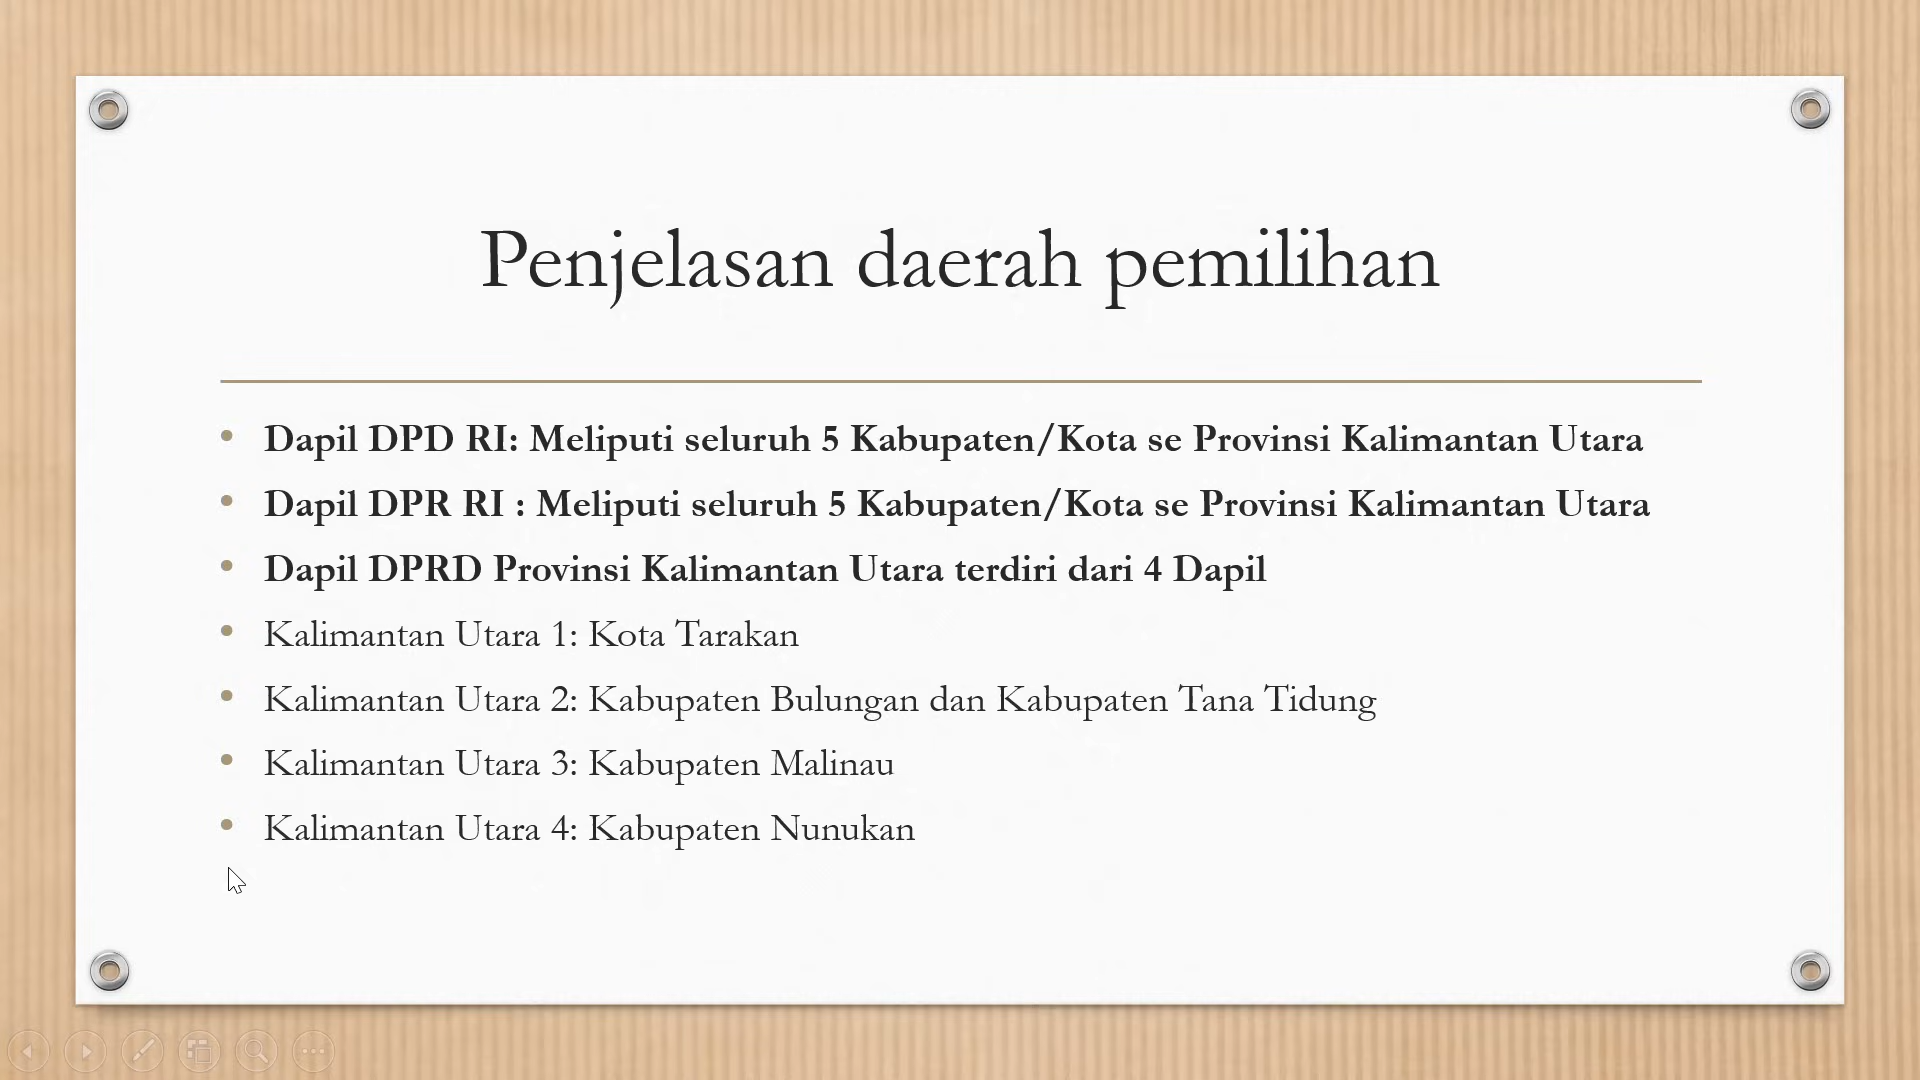 Penjelasan daerah pemilihan
• Dapil DPD RI: Meliputi seluruh 5 Kabupaten/Kota se Provinsi Kalimantan Utara
• Dapil DPR RI : Meliputi seluruh 5 Kabupaten/Kota se Provinsi Kalimantan Utara
• Dapil DPRD Provinsi Kalimantan Utara terdiri dari 4 Dapil
• Kalimantan Utara 1: Kota Tarakan
• Kalimantan Utara 2: Kabupaten Bulungan dan Kabupaten Tana Tidung
• Kalimantan Utara 3: Kabupaten Malinau
• Kalimantan Utara 4: Kabupaten Nunukan